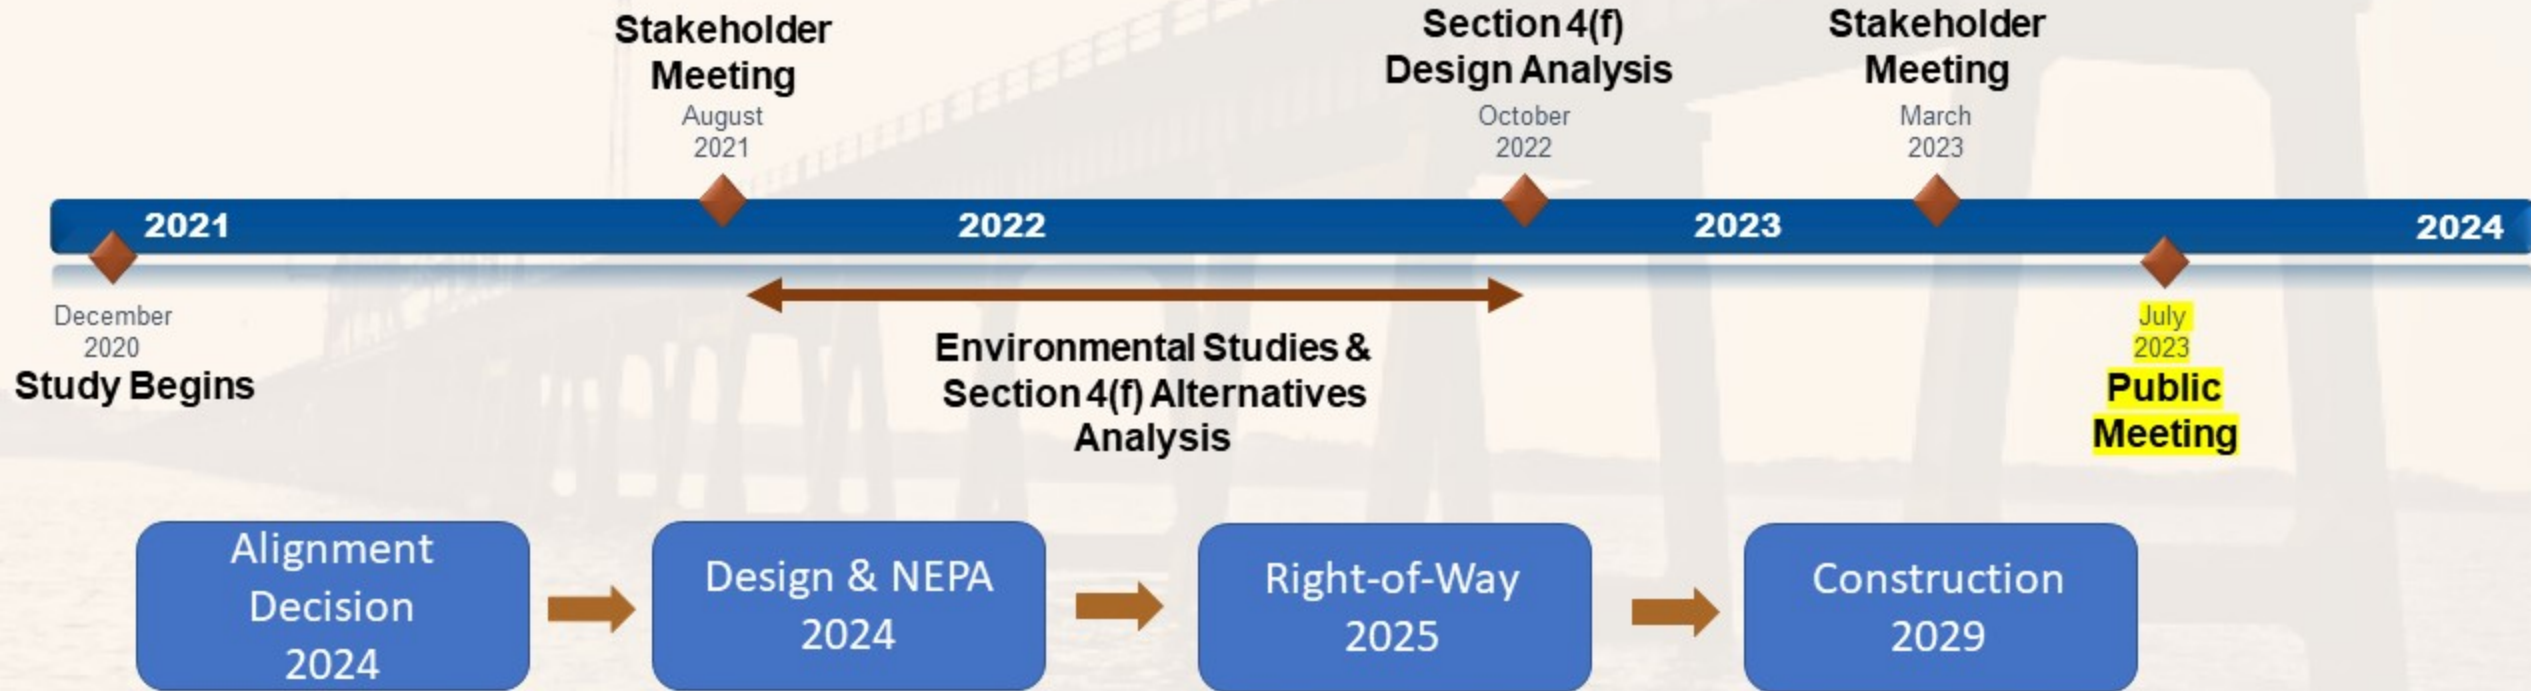 Stakeholder
Meeting
August
2021
Section 4(f)
Design Analysis
October
2022
Stakeholder
Meeting
March
2023
2021
2022
2023
2024
December
2020
Study Begins
Environmental Studies &
Section 4(f) Alternatives
Analysis
July
2023
Public
Meeting
Alignment
Decision
2024
Design & NEPA
2024
Right-of-Way
2025
Construction
2029